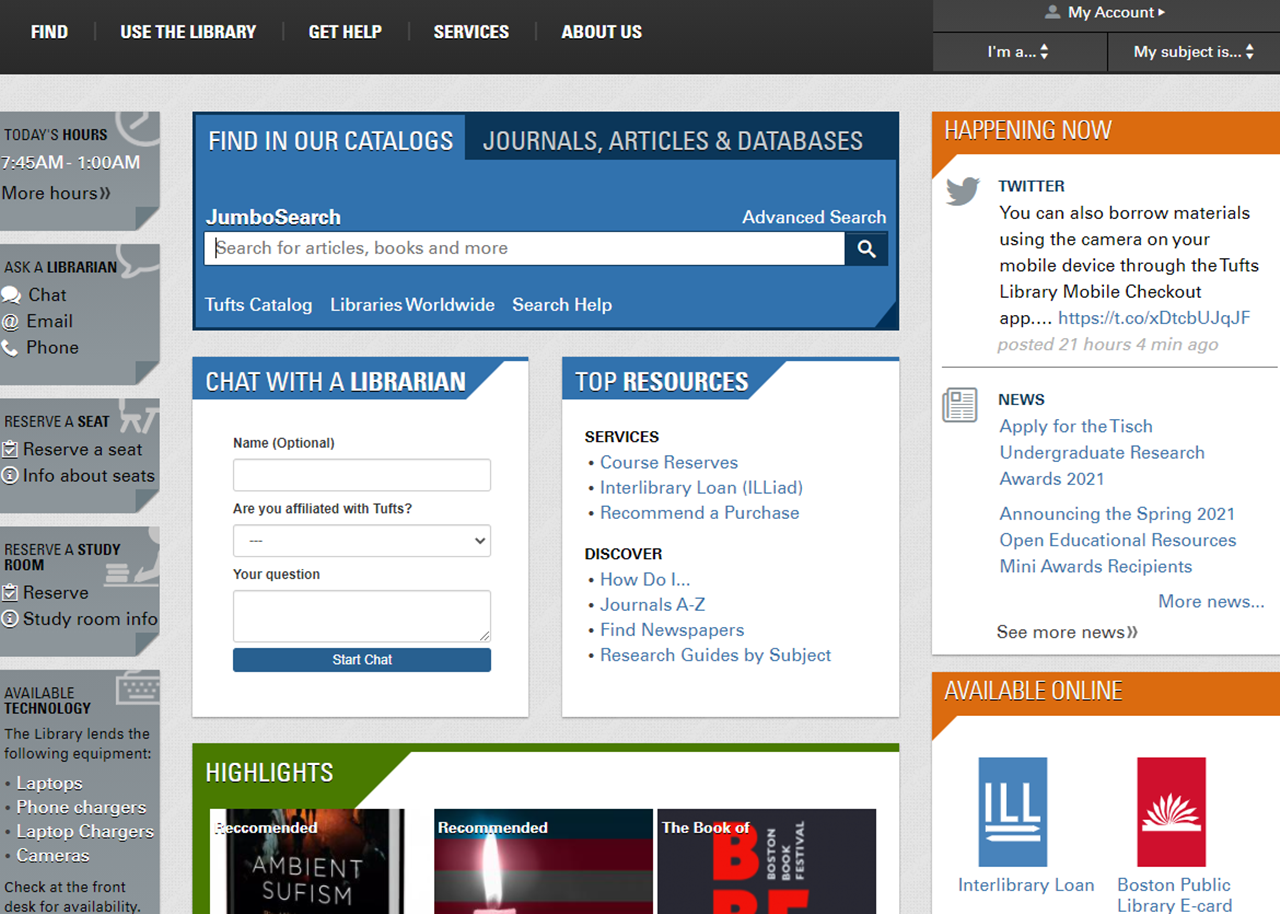 FIND
USE THE LIBRARY
GET HELP
SERVICES
ABOUT US
My Account
I'm a...
My subject is...
TODAY'S HOURS
7:45AM - 1:00AM
More hours»
ASK A LIBRARIAN
Chat
Email
Phone
RESERVE A SEAT
Reserve a seat
Info about seats
RESERVE A STUDY
ROOM
Reserve
Study room info
AVAILABLE
TECHNOLOGY
The Library lends the
following equipment:
• Laptops
• Phone chargers
• Laptop Chargers
• Cameras
Check at the front
desk for availability.
FIND IN OUR CATALOGS
JOURNALS, ARTICLES & DATABASES
JumboSearch
Advanced Search
Search for articles, books and more
Tufts Catalog
Libraries Worldwide
Search Help
CHAT WITH A LIBRARIAN
Name (Optional)
Are you affiliated with Tufts?
---
Your question
Start Chat
TOP RESOURCES
SERVICES
• Course Reserves
• Interlibrary Loan (ILLiad)
• Recommend a Purchase
DISCOVER
• How Do I...
• Journals A-Z
• Find Newspapers
• Research Guides by Subject
HIGHLIGHTS
Reccomended
AMBIENT
SUFISM
Recommended
The Book of
B
BOSTON
BOOK
FESTIVAL
HAPPENING NOW
TWITTER
You can also borrow materials
using the camera on your
mobile device through the Tufts
Library Mobile Checkout
app.... https://t.co/xDtcbUJqJF
posted 21 hours 4 min ago
NEWS
Apply for the Tisch
Undergraduate Research
Awards 2021
Announcing the Spring 2021
Open Educational Resources
Mini Awards Recipients
More news...
See more news»
AVAILABLE ONLINE
ILL
Interlibrary Loan
Boston Public
Library E-card